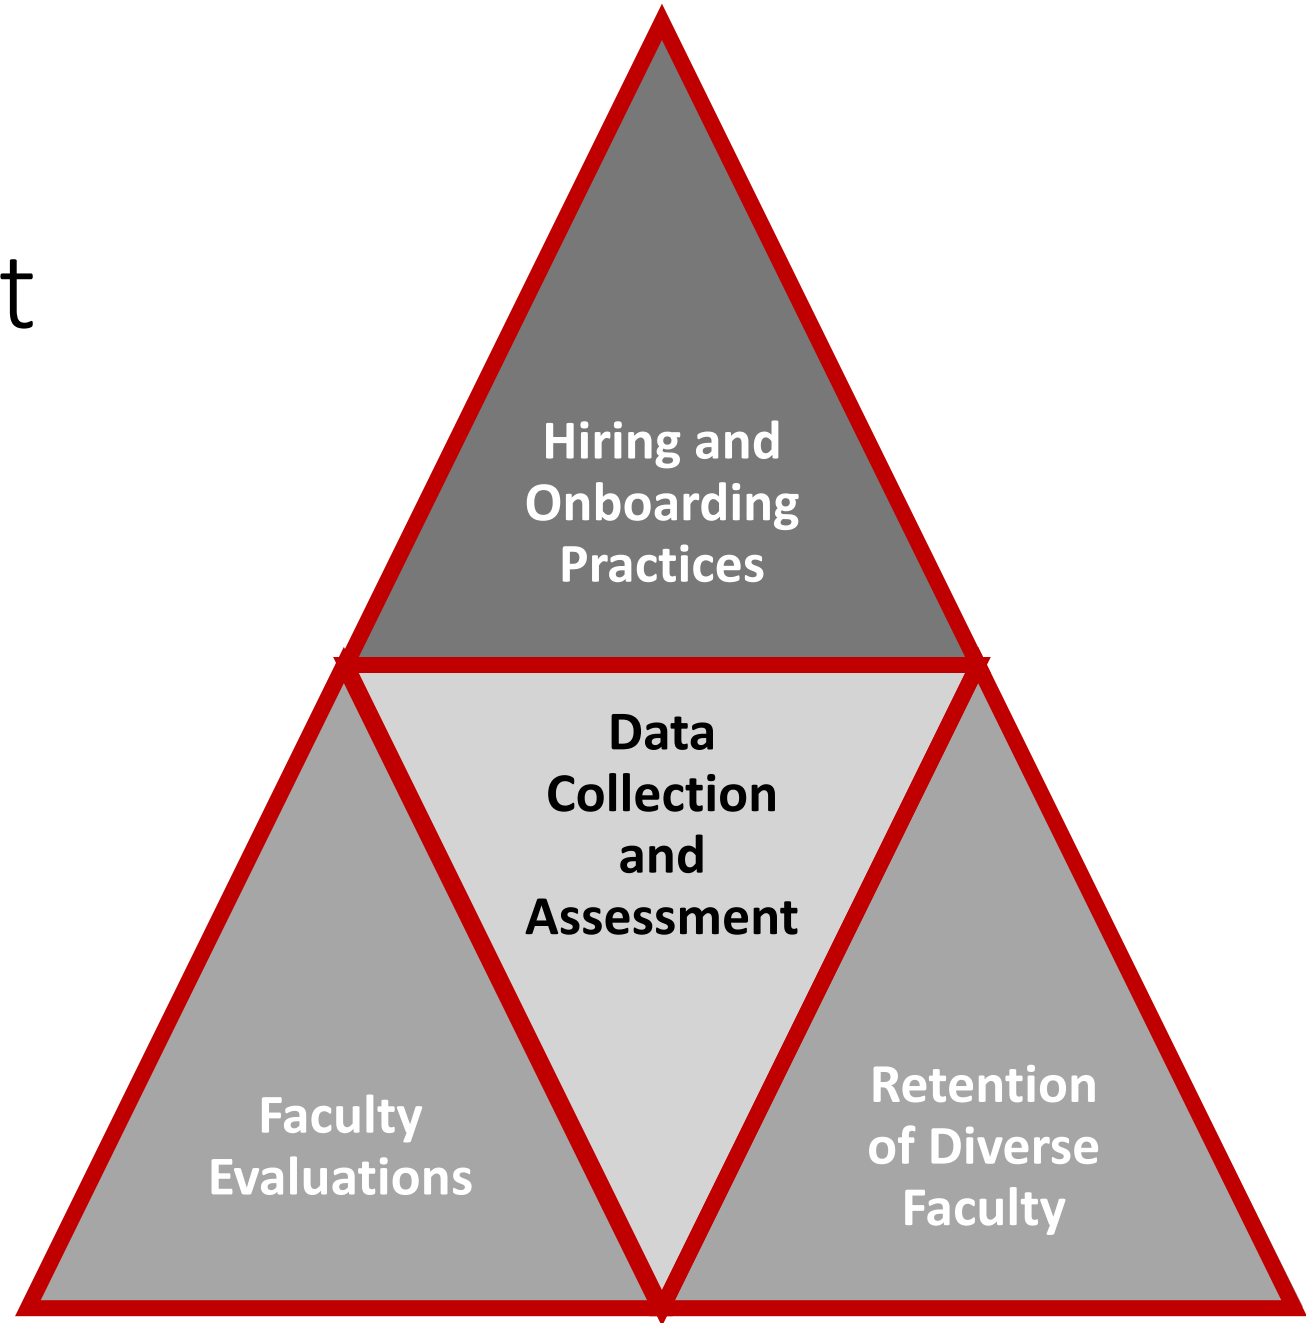 t
Hiring and
Onboarding
Practices
Data
Collection
and
Assessment
Faculty
Evaluations
Retention
of Diverse
Faculty